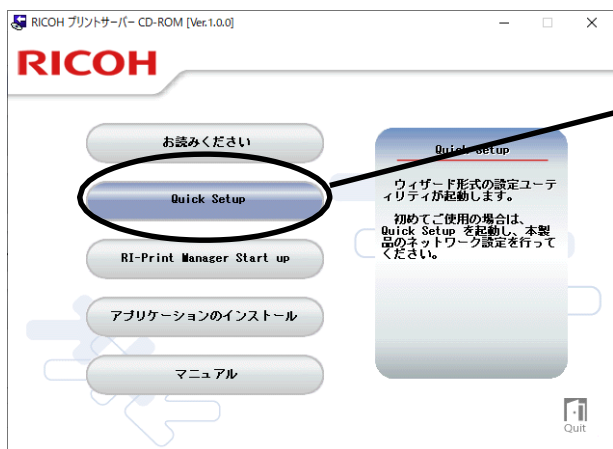 RICOH プリントサーバー CD-ROM [Ver.1.0.0]
RICOH
お読みください
Quick Setup
RI-Print Manager Start up
アプリケーションのインストール
マニュアル
Quick Setup
ウィザード形式の設定ユーテ
ィリティが起動します。
初めてご使用の場合は、
Quick Setup を起動し、本製
品のネットワーク設定を行って
ください。
Quit